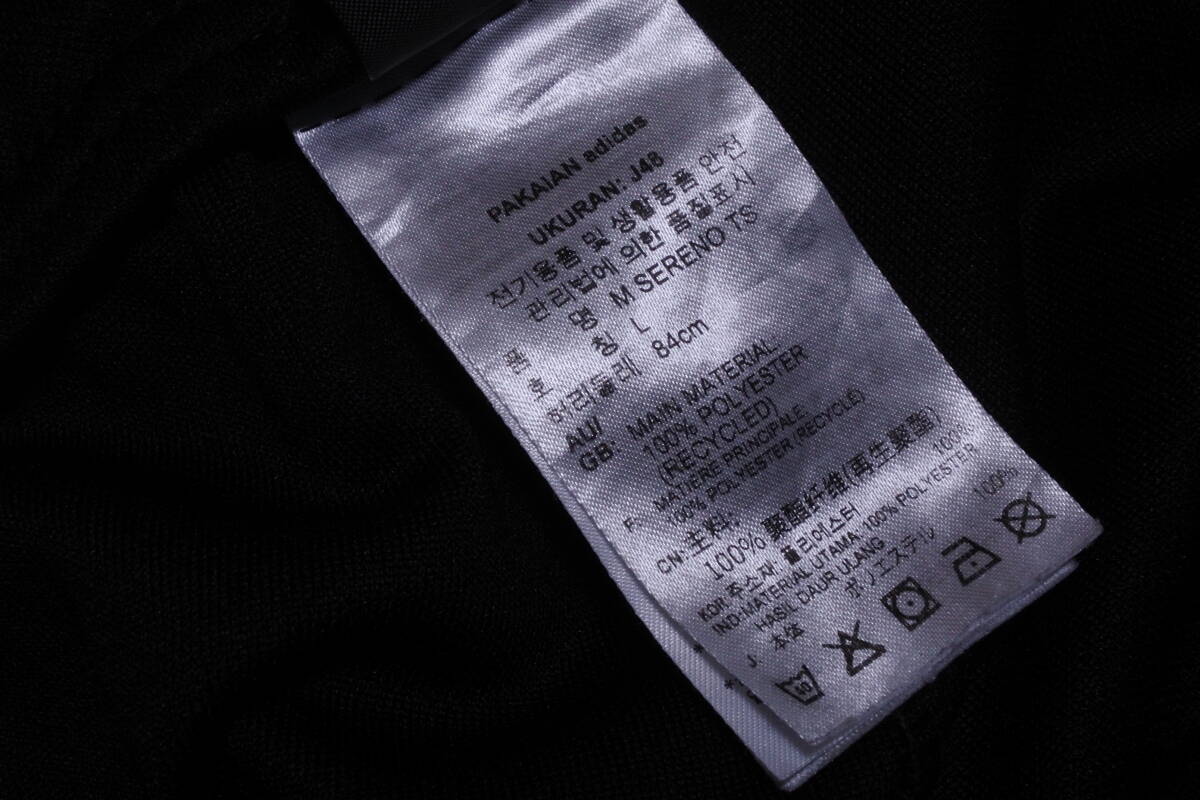 PAKAIAN adidas
UKURAN: J48
전기용품 및 생활용품 안전
관리법에 의한 품질표시
품 명 M SERENO TS
호 칭 L
허리둘레 84cm
AU/
GB: MAIN MATERIAL:
100% POLYESTER
(RECYCLED)
F: MATIERE PRINCIPALE:
100% POLYESTER (RECYCLÉ)
CN: 主料:
100% 聚酯纤维(再生聚酯)
KOR: 주소재: 폴리에스터 100%
IND:MATERIAL UTAMA: 100% POLYESTER
HASIL DAUR ULANG
J: 本体 ポリエステル 100%